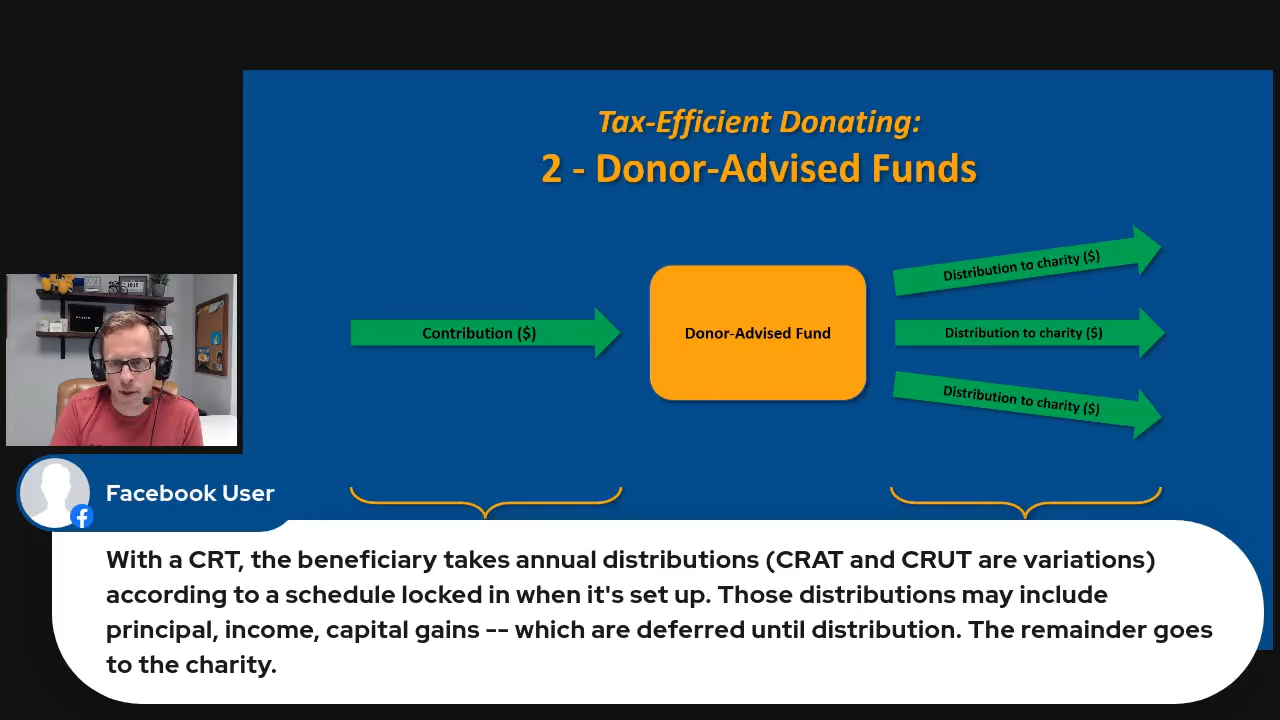 Tax-Efficient Donating:
2 - Donor-Advised Funds
Contribution ($)
Donor-Advised Fund
Distribution to charity ($)
Distribution to charity ($)
Distribution to charity ($)
Facebook User
With a CRT, the beneficiary takes annual distributions (CRAT and CRUT are variations)
according to a schedule locked in when it's set up. Those distributions may include
principal, income, capital gains -- which are deferred until distribution. The remainder goes
to the charity.